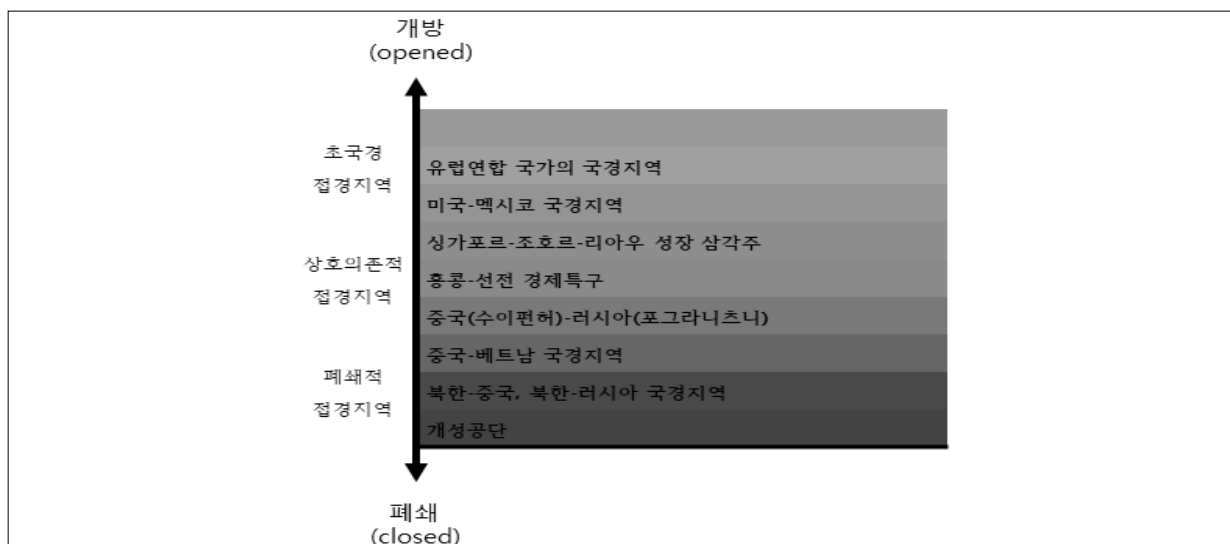 개방
(opened)
초국경
접경지역
유럽연합 국가의 국경지역
미국-멕시코 국경지역
싱가포르-조호르-리아우 성장 삼각주
상호의존적
접경지역
홍콩-선전 경제특구
중국(수이펀허)-러시아(포그라니츠니)
중국-베트남 국경지역
폐쇄적
접경지역
북한-중국, 북한-러시아 국경지역
개성공단
폐쇄
(closed)